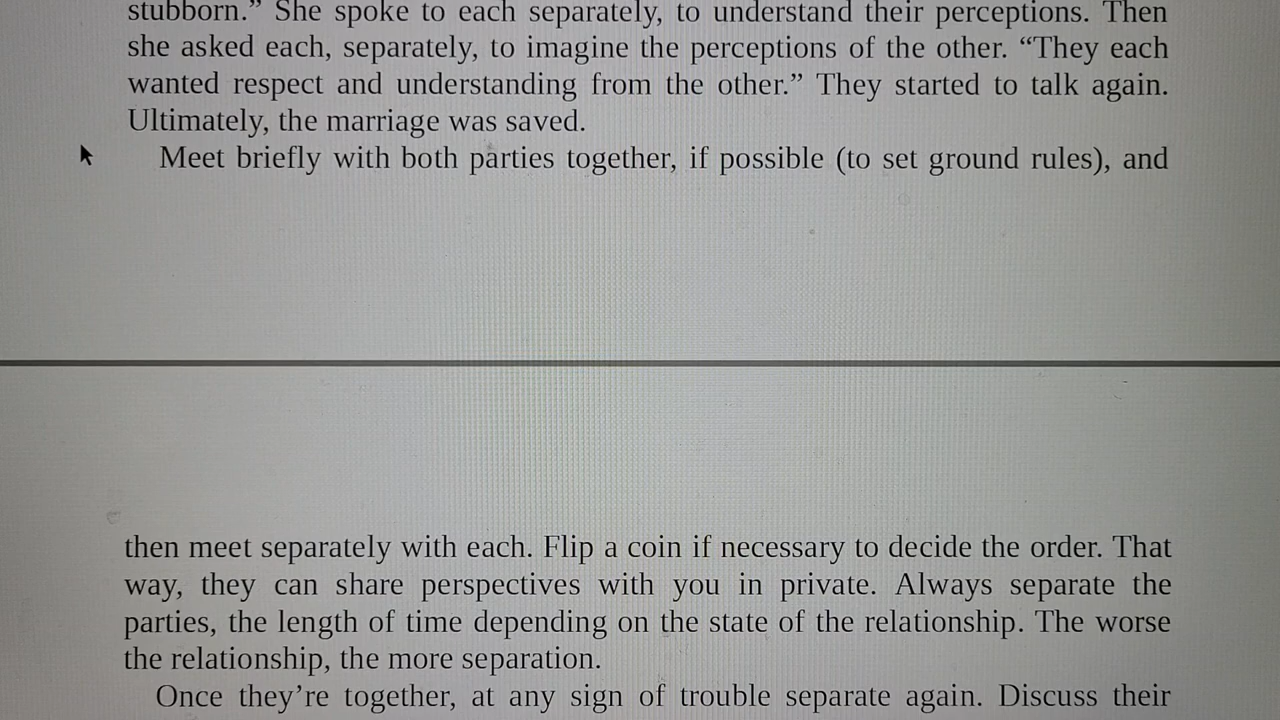 stubborn.” She spoke to each separately, to understand their perceptions. Then
she asked each, separately, to imagine the perceptions of the other. “They each
wanted respect and understanding from the other.” They started to talk again.
Ultimately, the marriage was saved.
Meet briefly with both parties together, if possible (to set ground rules), and
then meet separately with each. Flip a coin if necessary to decide the order. That
way, they can share perspectives with you in private. Always separate the
parties, the length of time depending on the state of the relationship. The worse
the relationship, the more separation.
Once they’re together, at any sign of trouble separate again. Discuss their